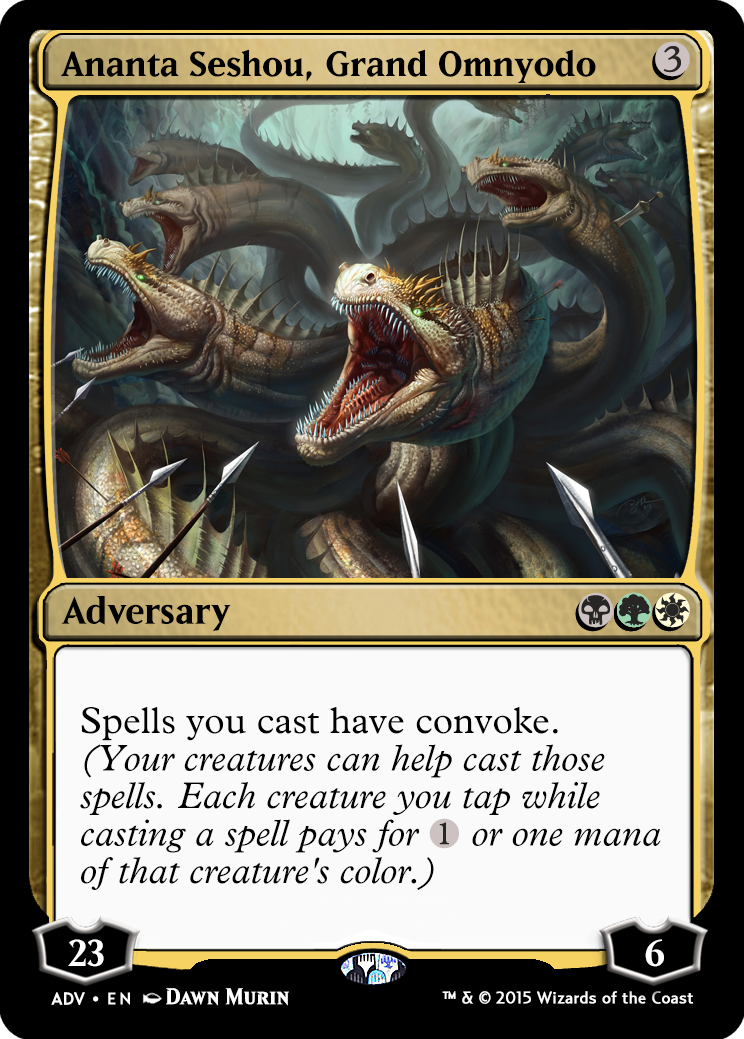 Ananta Seshou, Grand Omnyodo 3
Adversary
Spells you cast have convoke.
(Your creatures can help cast those
spells. Each creature you tap while
casting a spell pays for 1 or one mana
of that creature's color.)
23 6
ADV • EN Dawn Murin ™ & © 2015 Wizards of the Coast